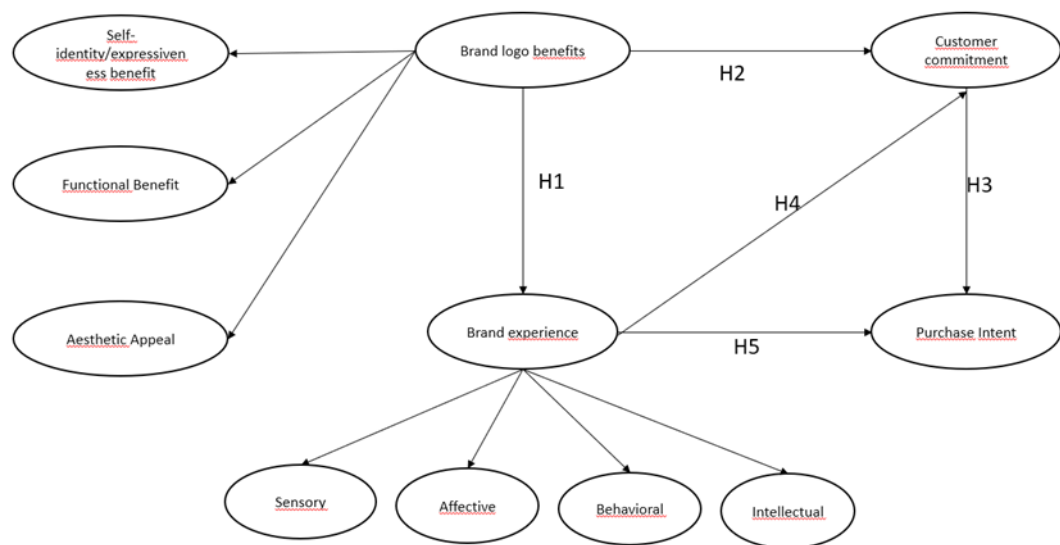 Self-
identity/expressiven
ess benefit
Brand logo benefits
Customer
commitment
H2
Functional Benefit
H1
H4
H3
Aesthetic Appeal
Brand experience
Purchase Intent
H5
Sensory
Affective
Behavioral
Intellectual